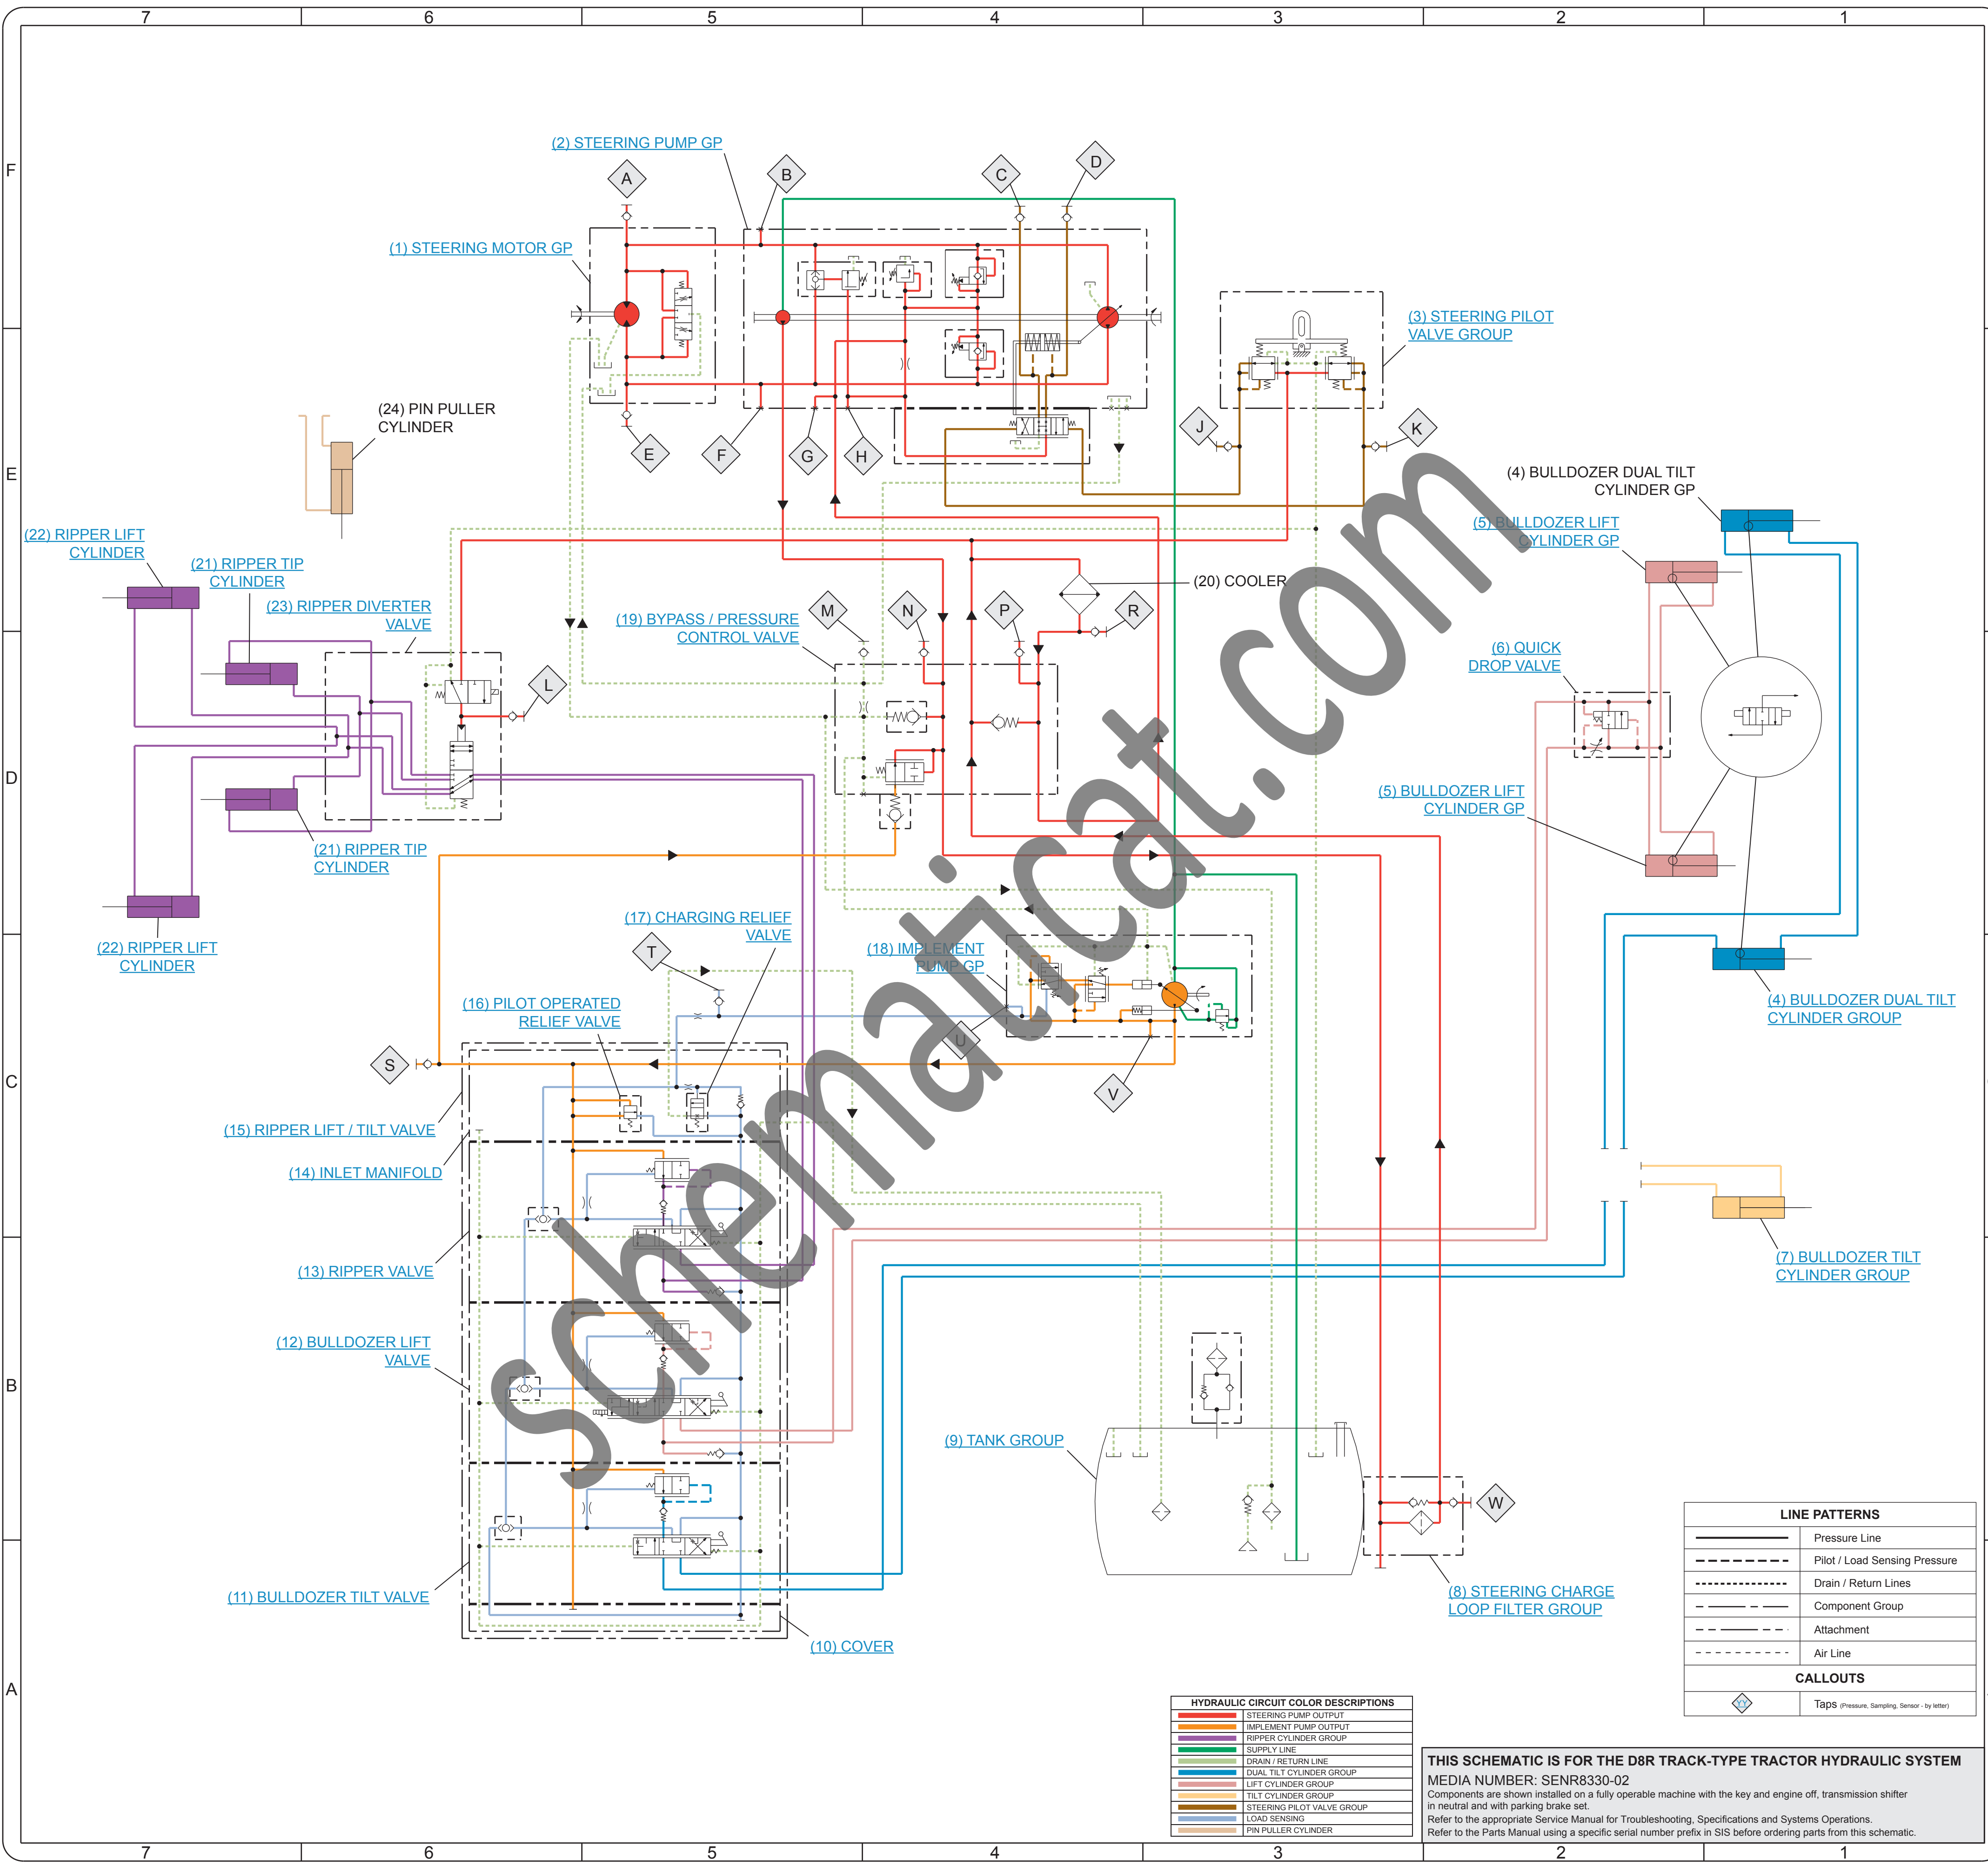 7 6 5 4 3 2 1
F
E
D
C
B
A
(2) STEERING PUMP GP
A
B
C
D
(1) STEERING MOTOR GP
(3) STEERING PILOT
VALVE GROUP
(24) PIN PULLER
CYLINDER
E
F
G
H
J
K
(4) BULLDOZER DUAL TILT
CYLINDER GP
(5) BULLDOZER LIFT
CYLINDER GP
(22) RIPPER LIFT
CYLINDER
(21) RIPPER TIP
CYLINDER
(23) RIPPER DIVERTER
VALVE
(19) BYPASS / PRESSURE
CONTROL VALVE
M
N
P
R
(20) COOLER
(6) QUICK
DROP VALVE
L
(5) BULLDOZER LIFT
CYLINDER GP
(21) RIPPER TIP
CYLINDER
(22) RIPPER LIFT
CYLINDER
(17) CHARGING RELIEF
VALVE
T
(18) IMPLEMENT
PUMP GP
(16) PILOT OPERATED
RELIEF VALVE
(4) BULLDOZER DUAL TILT
CYLINDER GROUP
U
S
V
(15) RIPPER LIFT / TILT VALVE
(14) INLET MANIFOLD
(13) RIPPER VALVE
(7) BULLDOZER TILT
CYLINDER GROUP
(12) BULLDOZER LIFT
VALVE
(9) TANK GROUP
W
(11) BULLDOZER TILT VALVE
(8) STEERING CHARGE
LOOP FILTER GROUP
(10) COVER
schematicat.com
LINE PATTERNS
Pressure Line
Pilot / Load Sensing Pressure
Drain / Return Lines
Component Group
Attachment
Air Line
CALLOUTS
YY Taps (Pressure, Sampling, Sensor - by letter)
HYDRAULIC CIRCUIT COLOR DESCRIPTIONS
STEERING PUMP OUTPUT
IMPLEMENT PUMP OUTPUT
RIPPER CYLINDER GROUP
SUPPLY LINE
DRAIN / RETURN LINE
DUAL TILT CYLINDER GROUP
LIFT CYLINDER GROUP
TILT CYLINDER GROUP
STEERING PILOT VALVE GROUP
LOAD SENSING
PIN PULLER CYLINDER
THIS SCHEMATIC IS FOR THE D8R TRACK-TYPE TRACTOR HYDRAULIC SYSTEM
MEDIA NUMBER: SENR8330-02
Components are shown installed on a fully operable machine with the key and engine off, transmission shifter
in neutral and with parking brake set.
Refer to the appropriate Service Manual for Troubleshooting, Specifications and Systems Operations.
Refer to the Parts Manual using a specific serial number prefix in SIS before ordering parts from this schematic.
7 6 5 4 3 2 1